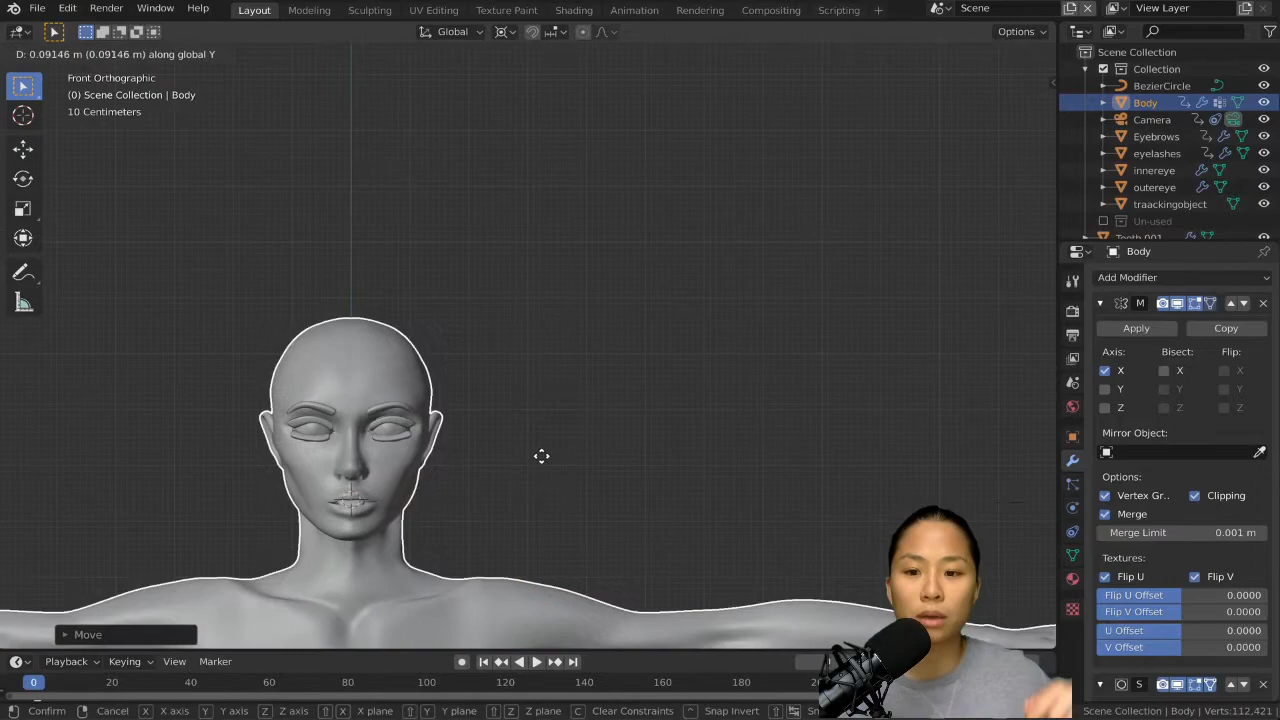 File Edit Render Window Help
Layout Modeling Sculpting UV Editing Texture Paint Shading Animation Rendering Compositing Scripting +
Scene
View Layer
Global
Options
D: 0.09146 m (0.09146 m) along global Y
Front Orthographic
(0) Scene Collection | Body
10 Centimeters
Scene Collection
Collection
BezierCircle
Body
Camera
Eyebrows
eyelashes
innereye
outereye
traackingobject
Un-used
Teeth.001
Body
Add Modifier
M
Apply Copy
Axis: Bisect: Flip:
X X X
Y Y Y
Z Z Z
Mirror Object:
Options:
Vertex Gr.. Clipping
Merge
Merge Limit 0.001 m
Textures:
Flip U Flip V
Flip U Offset 0.0000
Flip V Offset 0.0000
U Offset 0.0000
V Offset 0.0000
S
Move
Playback Keying View Marker
0 20 40 60 80 100 120 140 160 180
Confirm Cancel X X axis Y Y axis Z Z axis X X plane Y Y plane Z Z plane C Clear Constraints Snap Invert
Body | Verts:112,421